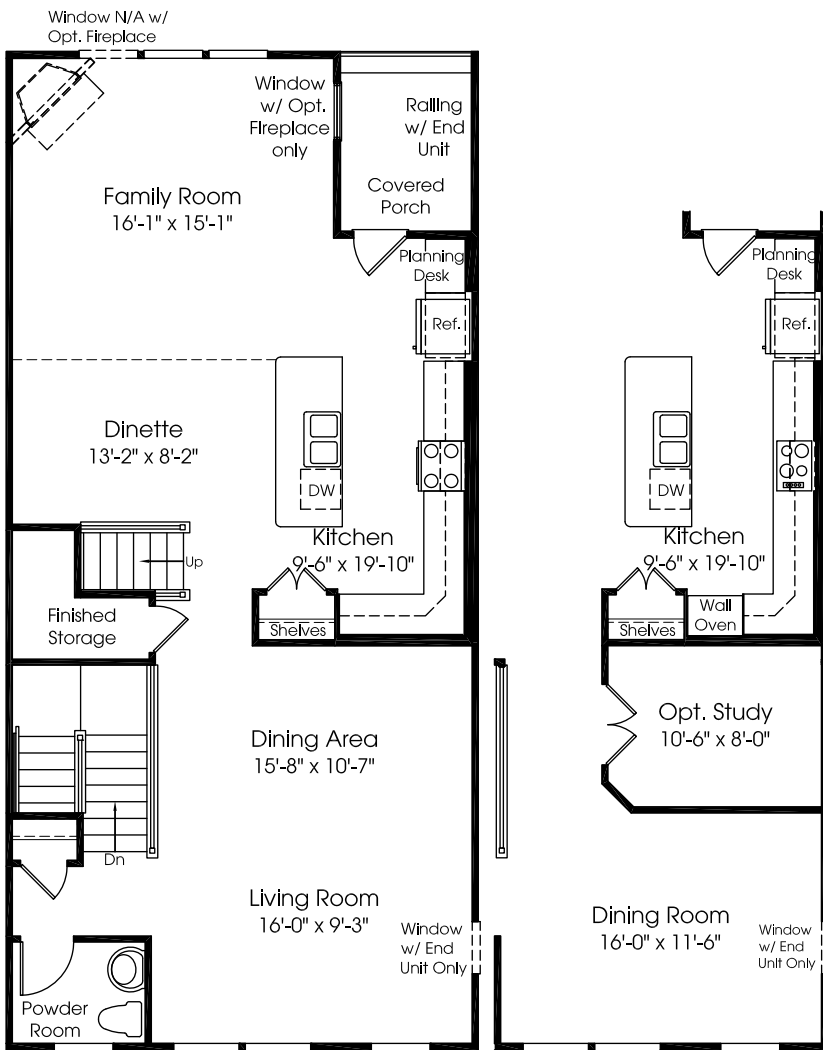 Window N/A w/
Opt. Fireplace
Window
w/ Opt.
Fireplace
only
Railing
w/ End
Unit
Covered
Porch
Family Room
16'-1" x 15'-1"
Planning
Desk
Ref.
Dinette
13'-2" x 8'-2"
DW
Kitchen
9'-6" x 19'-10"
Up
Finished
Storage
Shelves
Dining Area
15'-8" x 10'-7"
Dn
Living Room
16'-0" x 9'-3"
Window
w/ End
Unit Only
Powder
Room
Planning
Desk
Ref.
DW
Kitchen
9'-6" x 19'-10"
Wall
Oven
Shelves
Opt. Study
10'-6" x 8'-0"
Dining Room
16'-0" x 11'-6"
Window
w/ End
Unit Only